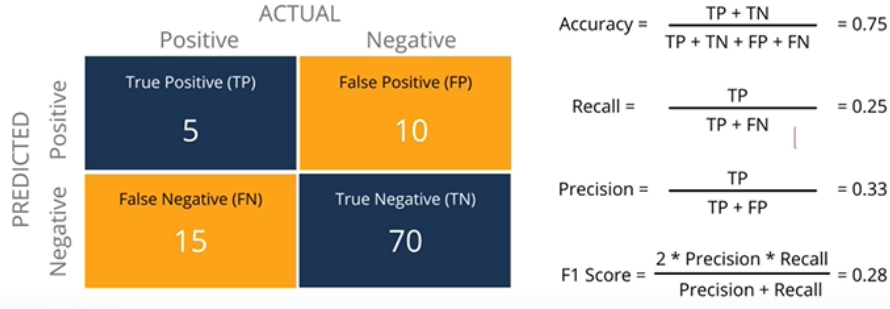 ACTUAL
Positive Negative
PREDICTED
Positive
True Positive (TP)
5
False Positive (FP)
10
Negative
False Negative (FN)
15
True Negative (TN)
70
Accuracy = TP + TN / TP + TN + FP + FN = 0.75
Recall = TP / TP + FN = 0.25
Precision = TP / TP + FP = 0.33
F1 Score = 2 * Precision * Recall / Precision + Recall = 0.28